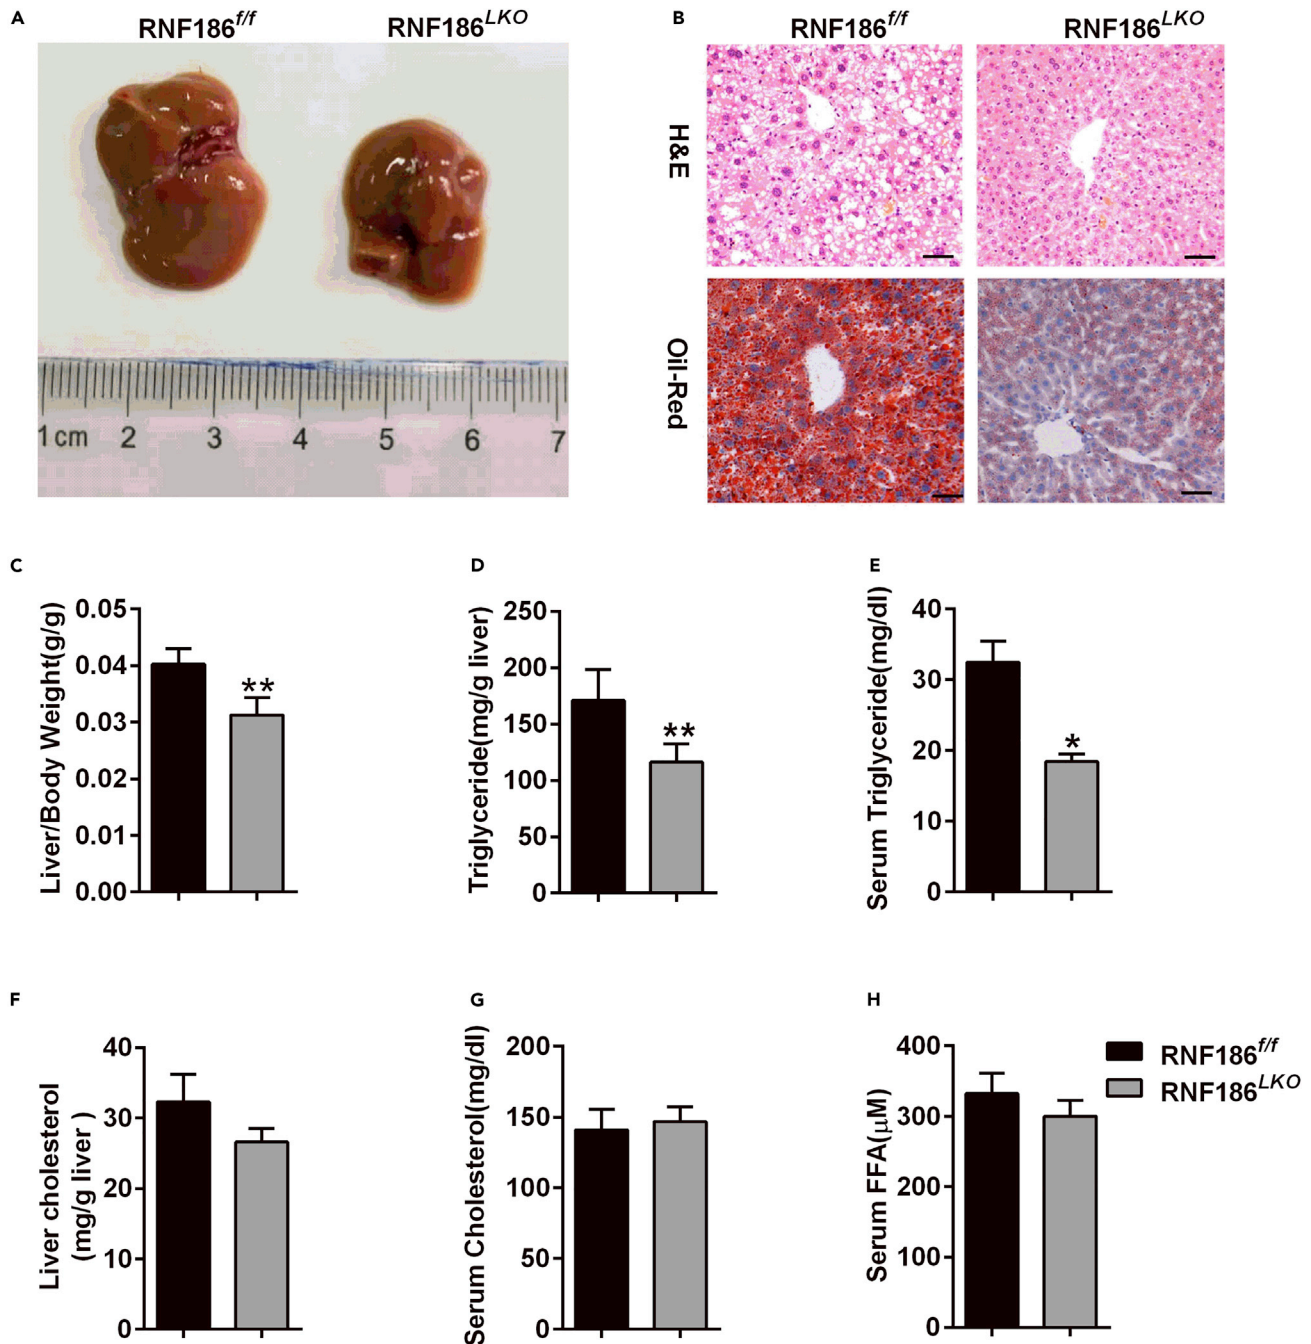 A
RNF186f/f
RNF186LKO
1cm 2 3 4 5 6 7
B
RNF186f/f
RNF186LKO
H&E
Oil-Red
C
Liver/Body Weight(g/g)
0.05
0.04
0.03
0.02
0.01
0.00
**
D
Triglyceride(mg/g liver)
250
200
150
100
50
0
**
E
Serum Triglyceride(mg/dl)
40
30
20
10
0
*
F
Liver cholesterol
(mg/g liver )
40
30
20
10
0
G
Serum Cholesterol(mg/dl)
200
150
100
50
0
H
Serum FFA(μM)
400
300
200
100
0
RNF186f/f
RNF186LKO